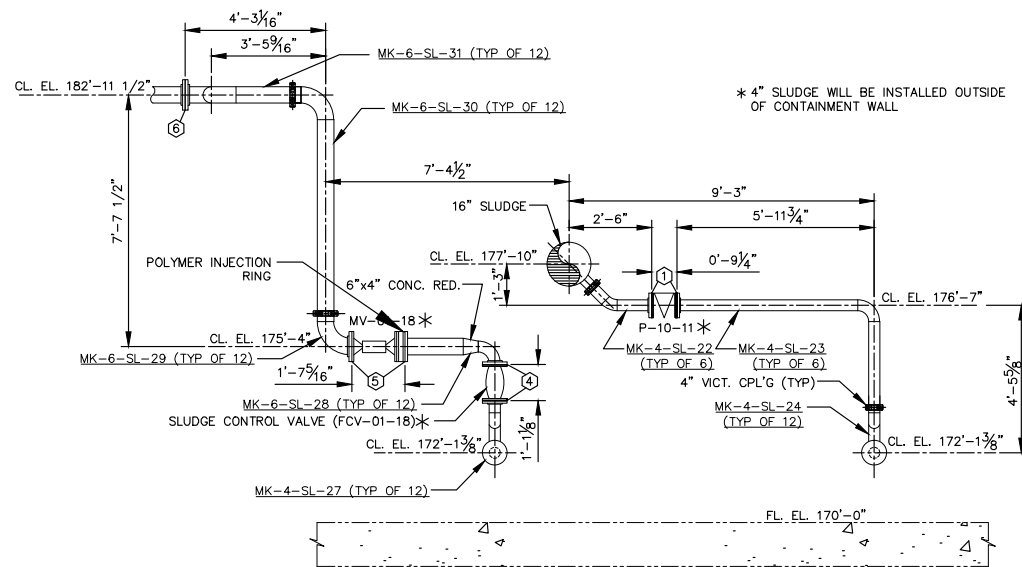 4'-3 1/16"
3'-5 9/16"
MK-6-SL-31 (TYP OF 12)
CL. EL. 182'-11 1/2"
* 4" SLUDGE WILL BE INSTALLED OUTSIDE
OF CONTAINMENT WALL
6
MK-6-SL-30 (TYP OF 12)
7'-4 1/2"
9'-3"
16" SLUDGE
2'-6"
5'-11 3/4"
7'-7 1/2"
CL. EL. 177'-10"
1
0'-9 1/4"
POLYMER INJECTION
RING
6"x4" CONC. RED.
1'-3"
CL. EL. 176'-7"
P-10-11*
CL. EL. 175'-4"
MK-6-SL-29 (TYP OF 12)
MK-4-SL-22
(TYP OF 6)
MK-4-SL-23
(TYP OF 6)
1'-7 5/16"
5
4
4" VICT. CPL'G (TYP)
4'-5 5/8"
MK-6-SL-28 (TYP OF 12)
MK-4-SL-24
(TYP OF 12)
SLUDGE CONTROL VALVE (FCV-01-18)*
1'-1 1/8"
CL. EL. 172'-1 3/8"
CL. EL. 172'-1 3/8"
MK-4-SL-27 (TYP OF 12)
FL. EL. 170'-0"